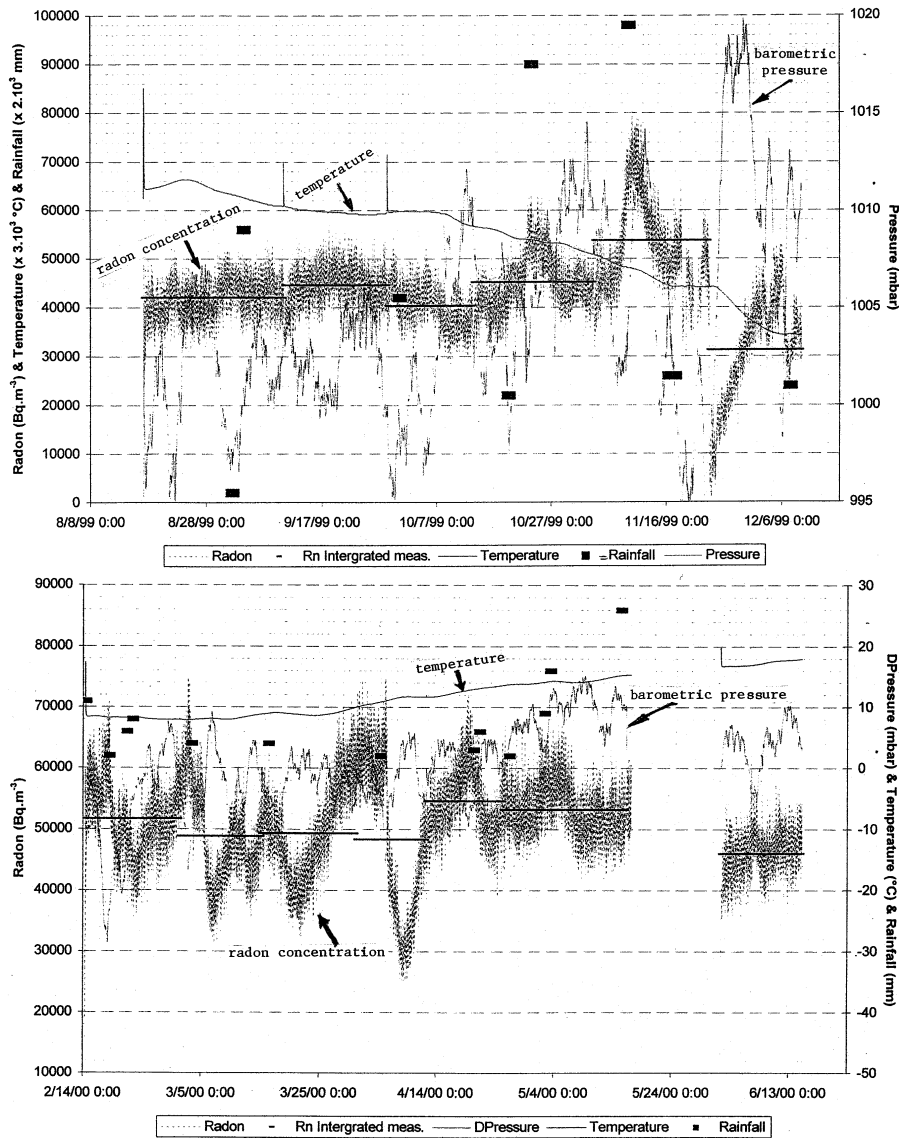 100000
90000
80000
70000
60000
50000
40000
30000
20000
10000
0
Radon (Bq.m⁻³) & Temperature (x 3.10³ °C) & Rainfall (x 2.10³ mm)
1020
1015
1010
1005
1000
995
Pressure (mbar)
barometric pressure
temperature
radon concentration
8/8/99 0:00 8/28/99 0:00 9/17/99 0:00 10/7/99 0:00 10/27/99 0:00 11/16/99 0:00 12/6/99 0:00
Radon Rn Intergrated meas. Temperature Rainfall Pressure
90000
80000
70000
60000
50000
40000
30000
20000
10000
Radon (Bq.m⁻³)
30
20
10
0
-10
-20
-30
-40
-50
DPressure (mbar) & Temperature (°C) & Rainfall (mm)
temperature
barometric pressure
radon concentration
2/14/00 0:00 3/5/00 0:00 3/25/00 0:00 4/14/00 0:00 5/4/00 0:00 5/24/00 0:00 6/13/00 0:00
Radon Rn Intergrated meas. DPressure Temperature Rainfall